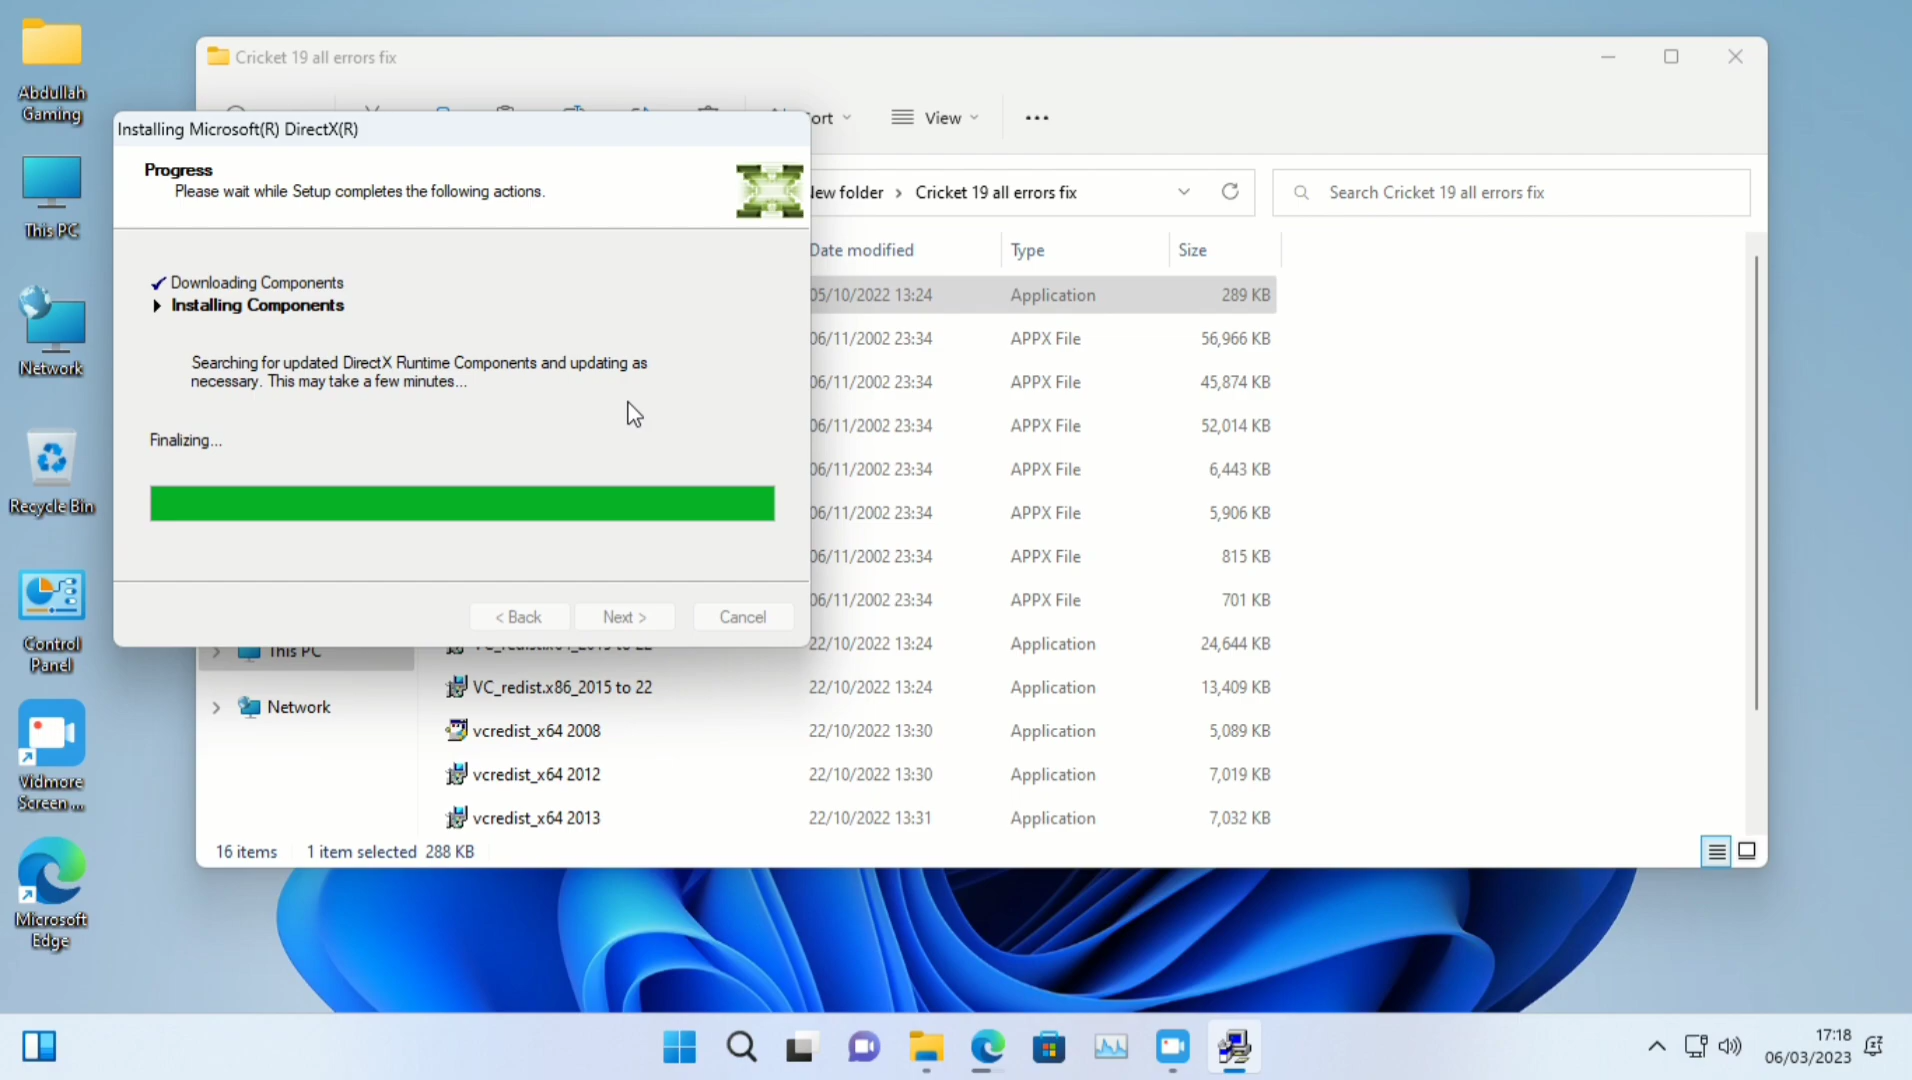 Abdullah
Gaming
This PC
Network
Recycle Bin
Control
Panel
Vidmore
Screen ...
Microsoft
Edge
Cricket 19 all errors fix
View
Cricket 19 all errors fix
Search Cricket 19 all errors fix
Installing Microsoft(R) DirectX(R)
Progress
Please wait while Setup completes the following actions.
Downloading Components
Installing Components
Searching for updated DirectX Runtime Components and updating as
necessary. This may take a few minutes...
Finalizing...
< Back Next > Cancel
Date modified Type Size
05/10/2022 13:24 Application 289 KB
06/11/2002 23:34 APPX File 56,966 KB
06/11/2002 23:34 APPX File 45,874 KB
06/11/2002 23:34 APPX File 52,014 KB
06/11/2002 23:34 APPX File 6,443 KB
06/11/2002 23:34 APPX File 5,906 KB
06/11/2002 23:34 APPX File 815 KB
06/11/2002 23:34 APPX File 701 KB
22/10/2022 13:24 Application 24,644 KB
VC_redist.x86_2015 to 22 22/10/2022 13:24 Application 13,409 KB
vcredist_x64 2008 22/10/2022 13:30 Application 5,089 KB
vcredist_x64 2012 22/10/2022 13:30 Application 7,019 KB
vcredist_x64 2013 22/10/2022 13:31 Application 7,032 KB
This PC
Network
16 items 1 item selected 288 KB
17:18
06/03/2023